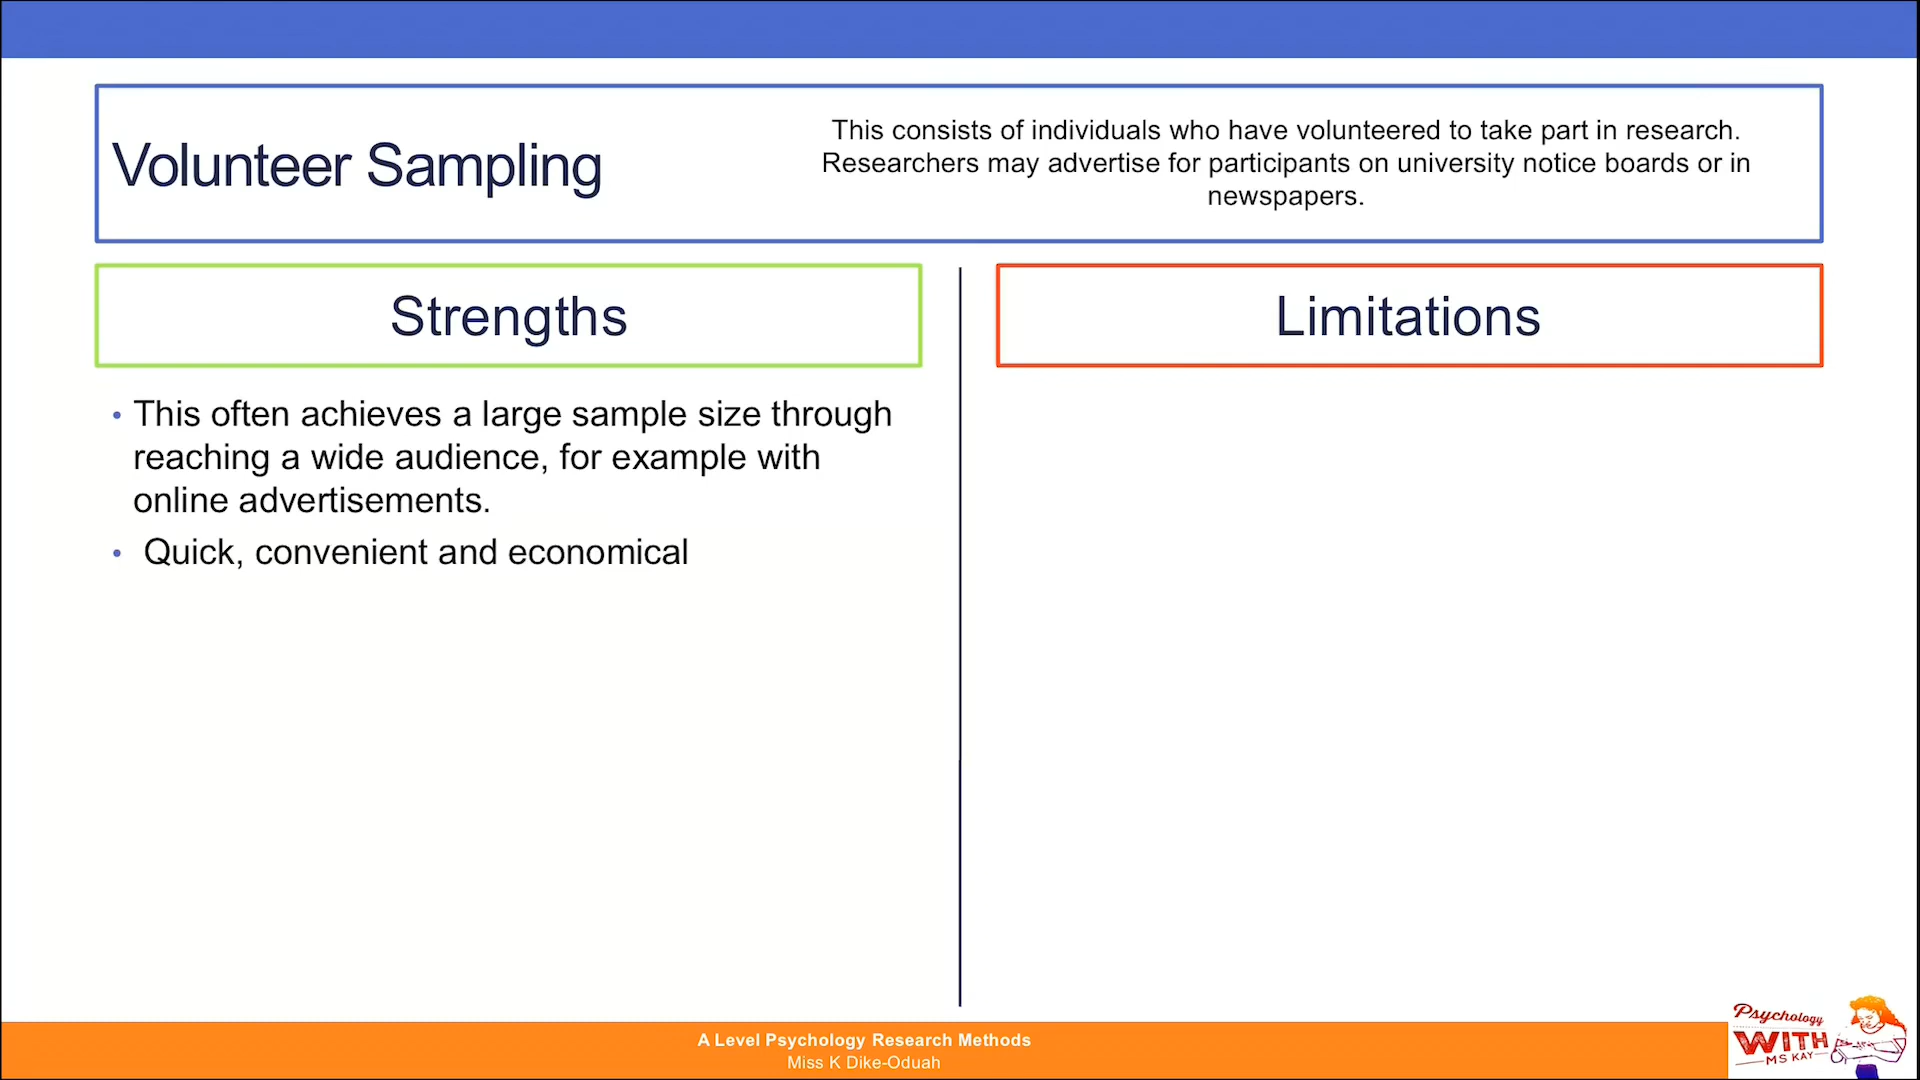 Volunteer Sampling
This consists of individuals who have volunteered to take part in research.
Researchers may advertise for participants on university notice boards or in
newspapers.
Strengths
• This often achieves a large sample size through
reaching a wide audience, for example with
online advertisements.
• Quick, convenient and economical
Limitations
A Level Psychology Research Methods
Miss K Dike-Oduah
Psychology
WITH
MS KAY